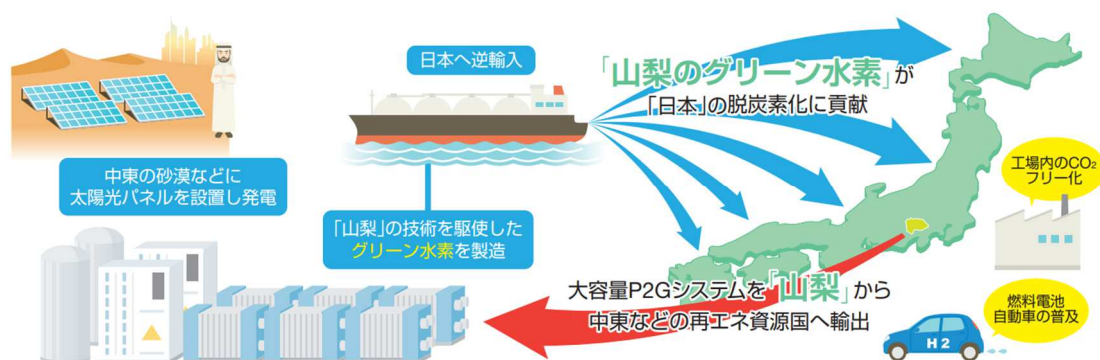 日本へ逆輸入
「山梨のグリーン水素」が
「日本」の脱炭素化に貢献
中東の砂漠などに
太陽光パネルを設置し発電
「山梨」の技術を駆使した
グリーン水素を製造
工場内のCO₂
フリー化
大容量P2Gシステムを「山梨」から
中東などの再エネ資源国へ輸出
燃料電池
自動車の普及
H2